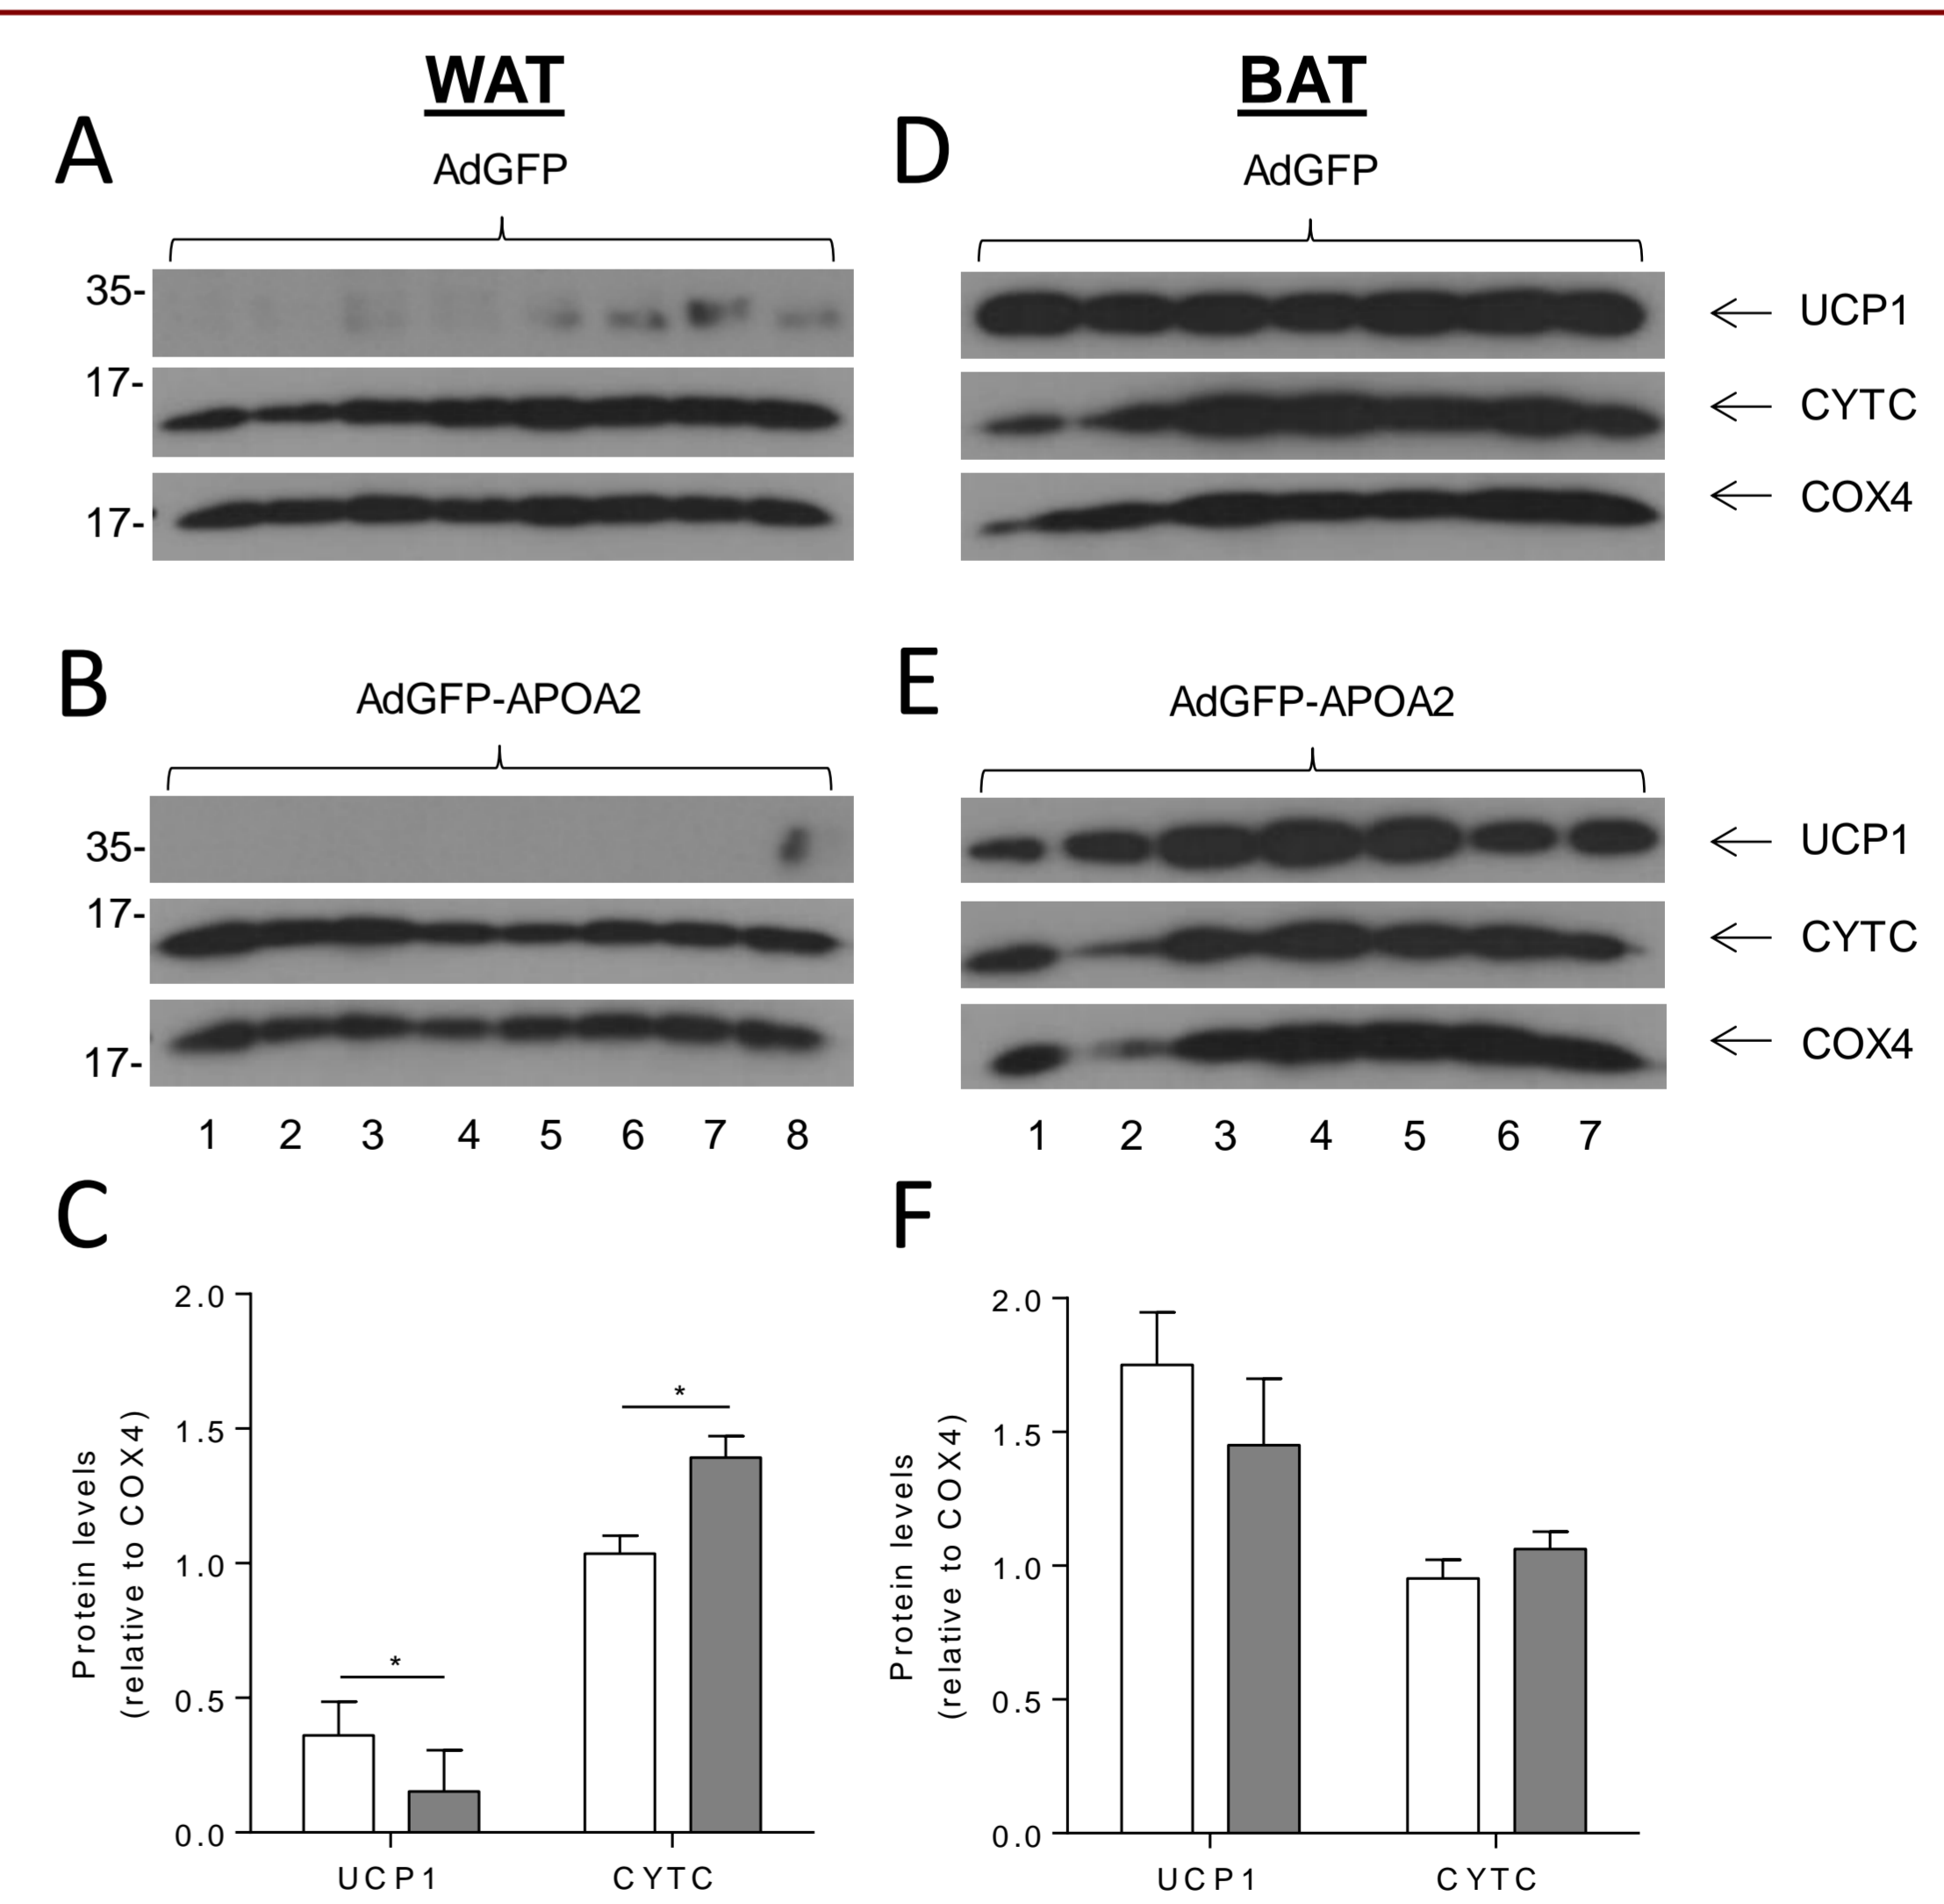 WAT
BAT
A
AdGFP
D
AdGFP
35-
UCP1
17-
CYTC
17-
COX4
B
AdGFP-APOA2
E
AdGFP-APOA2
35-
UCP1
17-
CYTC
17-
COX4
1 2 3 4 5 6 7 8
1 2 3 4 5 6 7
C
F
Protein levels
(relative to COX4)
2.0
1.5
1.0
0.5
0.0
*
*
UCP1
CYTC
Protein levels
(relative to COX4)
2.0
1.5
1.0
0.5
0.0
UCP1
CYTC